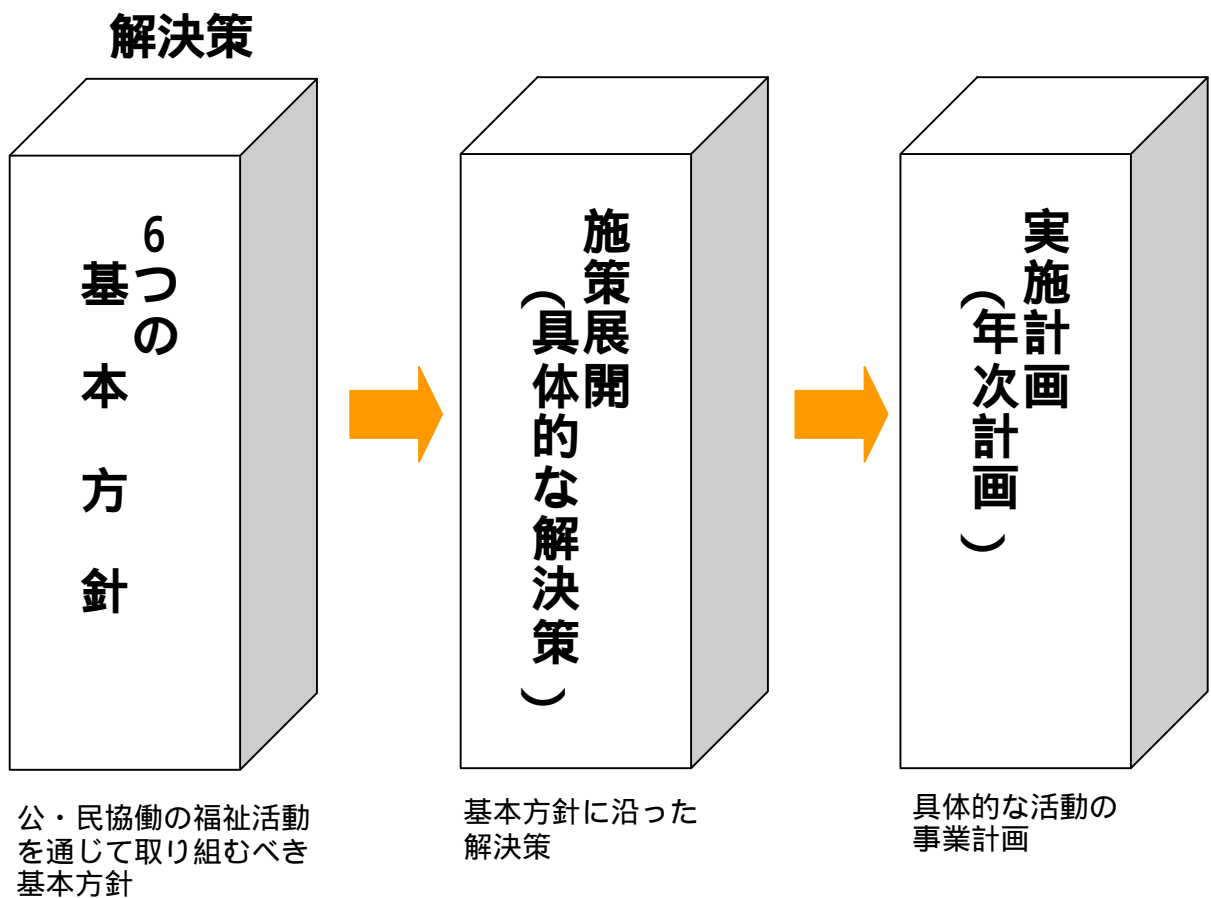 解決策
6つの
基本方針
公・民協働の福祉活動
を通じて取り組むべき
基本方針
施策展開
（具体的な解決策）
基本方針に沿った
解決策
実施計画
（年次計画）
具体的な活動の
事業計画